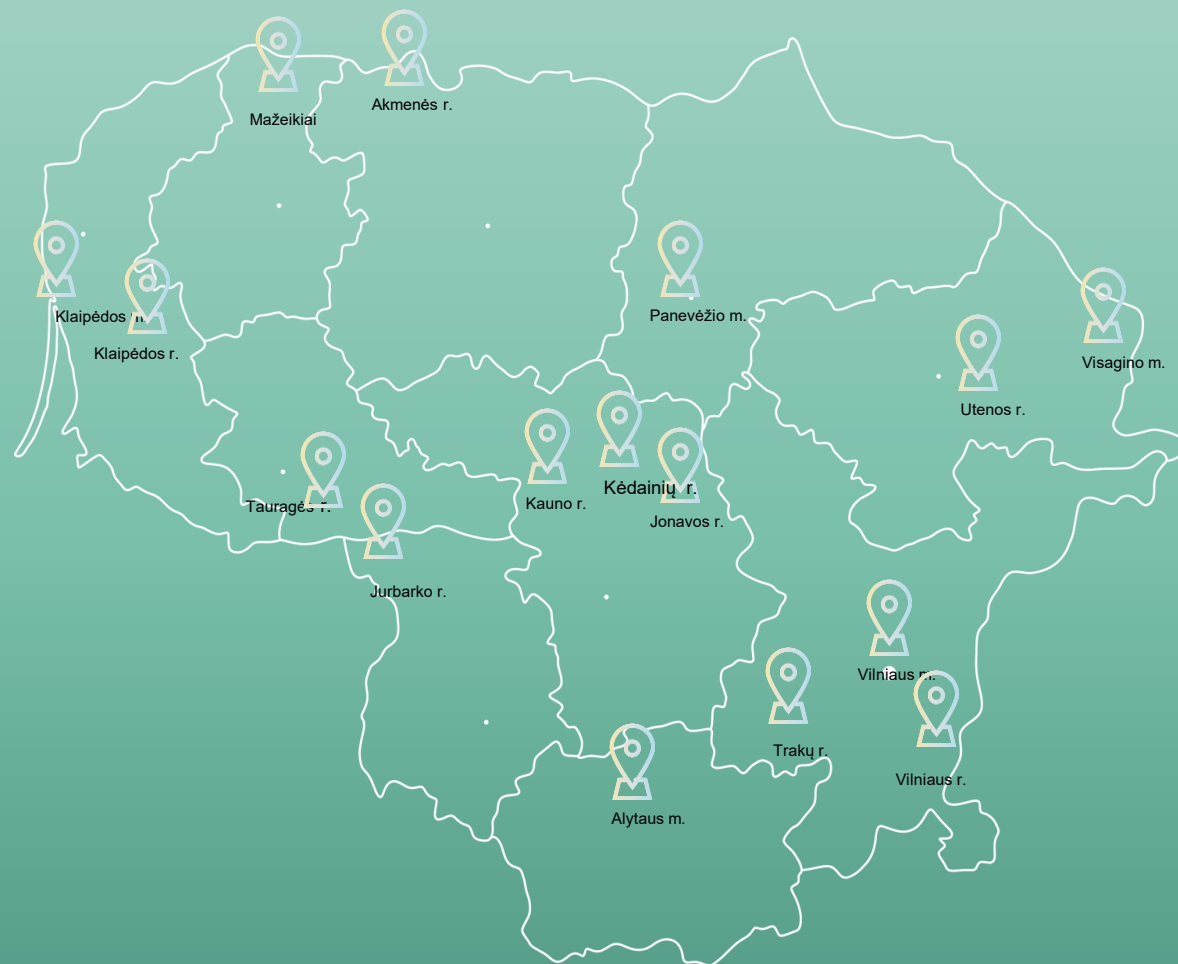 Akmenės r.
Mažeikiai
Klaipėdos m.
Panevėžio m.
Klaipėdos r.
Visagino m.
Utenos r.
Kėdainių r.
Kauno r.
Tauragės r.
Jonavos r.
Jurbarko r.
Vilniaus m.
Trakų r.
Vilniaus r.
Alytaus m.